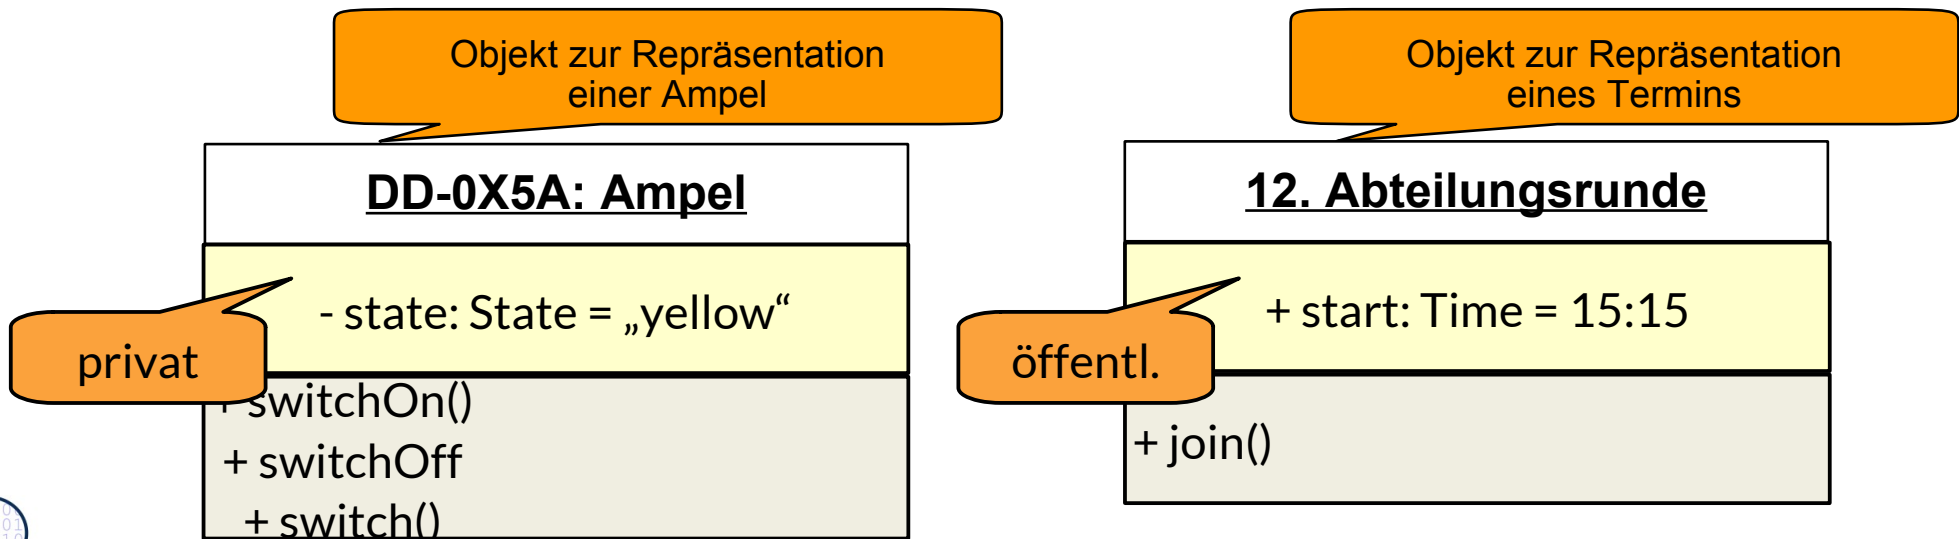 Objekt zur Repräsentation
einer Ampel
Objekt zur Repräsentation
eines Termins
DD-0X5A: Ampel
12. Abteilungsrunde
- state: State = „yellow“
+ start: Time = 15:15
privat
öffentl.
+ switchOn()
+ switchOff
+ switch()
+ join()